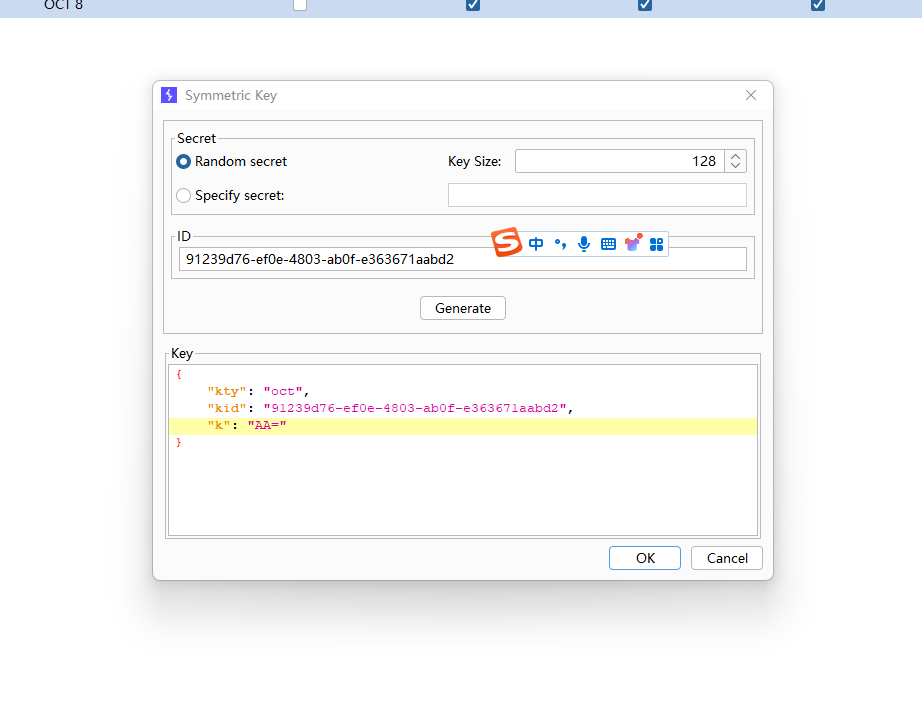 OCT 8
Symmetric Key
Secret
Random secret
Key Size:
128
Specify secret:
ID
中
91239d76-ef0e-4803-ab0f-e363671aabd2
Generate
Key
{
"kty": "oct",
"kid": "91239d76-ef0e-4803-ab0f-e363671aabd2",
"k": "AA="
}
OK
Cancel